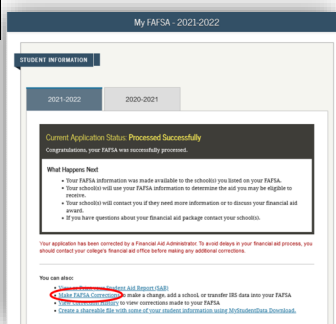 My FAFSA - 2021-2022
STUDENT INFORMATION
2021-2022
2020-2021
Current Application Status: Processed Successfully
Congratulations, your FAFSA was successfully processed.
What Happens Next
• Your FAFSA information was made available to the school(s) you listed on your FAFSA.
• Your school(s) will use your FAFSA information to determine the aid you may be eligible to
receive.
• Your school(s) will contact you if they need more information or to discuss your financial aid
award.
• If you have questions about your financial aid package contact your school(s).
Your application has been corrected by a Financial Aid Administrator. To avoid delays in your financial aid process, you
should contact your college's financial aid office before making any additional corrections.
You can also:
• View or Print your Student Aid Report (SAR)
• Make FAFSA Corrections to make a change, add a school, or transfer IRS data into your FAFSA
• View Correction History to view corrections made to your FAFSA
• Create a shareable file with some of your student information using MyStudentData Download.